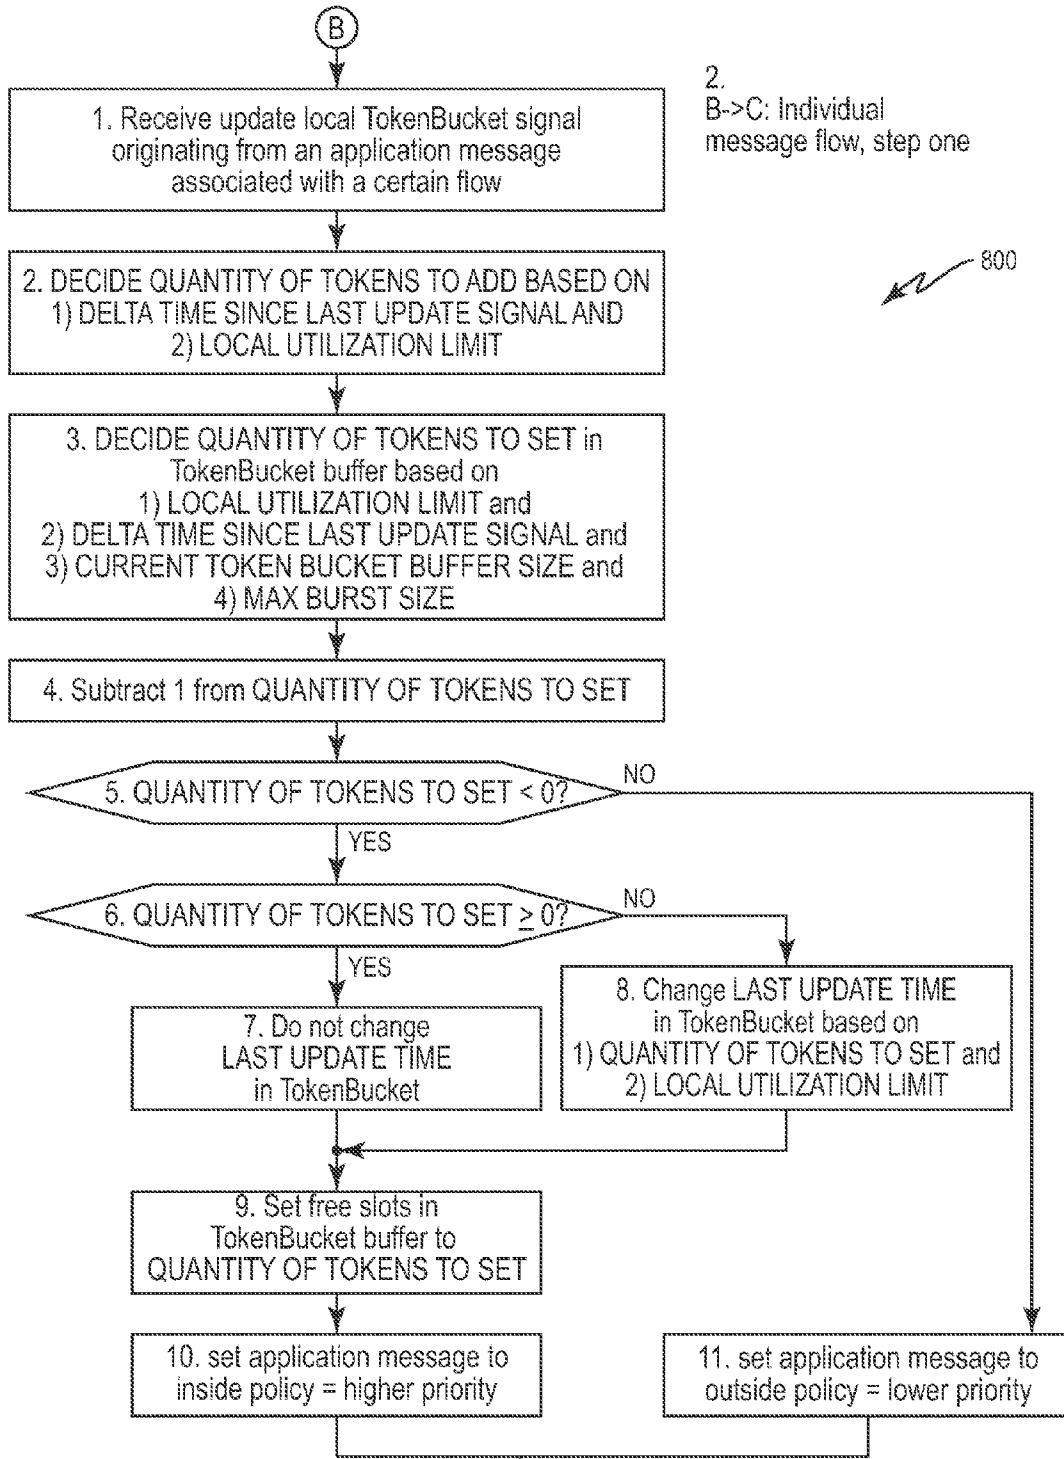 B
1. Receive update local TokenBucket signal
originating from an application message
associated with a certain flow
2.
B->C: Individual
message flow, step one
800
2. DECIDE QUANTITY OF TOKENS TO ADD BASED ON
1) DELTA TIME SINCE LAST UPDATE SIGNAL AND
2) LOCAL UTILIZATION LIMIT
3. DECIDE QUANTITY OF TOKENS TO SET in
TokenBucket buffer based on
1) LOCAL UTILIZATION LIMIT and
2) DELTA TIME SINCE LAST UPDATE SIGNAL and
3) CURRENT TOKEN BUCKET BUFFER SIZE and
4) MAX BURST SIZE
4. Subtract 1 from QUANTITY OF TOKENS TO SET
5. QUANTITY OF TOKENS TO SET < 0?
NO
YES
6. QUANTITY OF TOKENS TO SET ≥ 0?
NO
YES
7. Do not change
LAST UPDATE TIME
in TokenBucket
8. Change LAST UPDATE TIME
in TokenBucket based on
1) QUANTITY OF TOKENS TO SET and
2) LOCAL UTILIZATION LIMIT
9. Set free slots in
TokenBucket buffer to
QUANTITY OF TOKENS TO SET
10. set application message to
inside policy = higher priority
11. set application message to
outside policy = lower priority